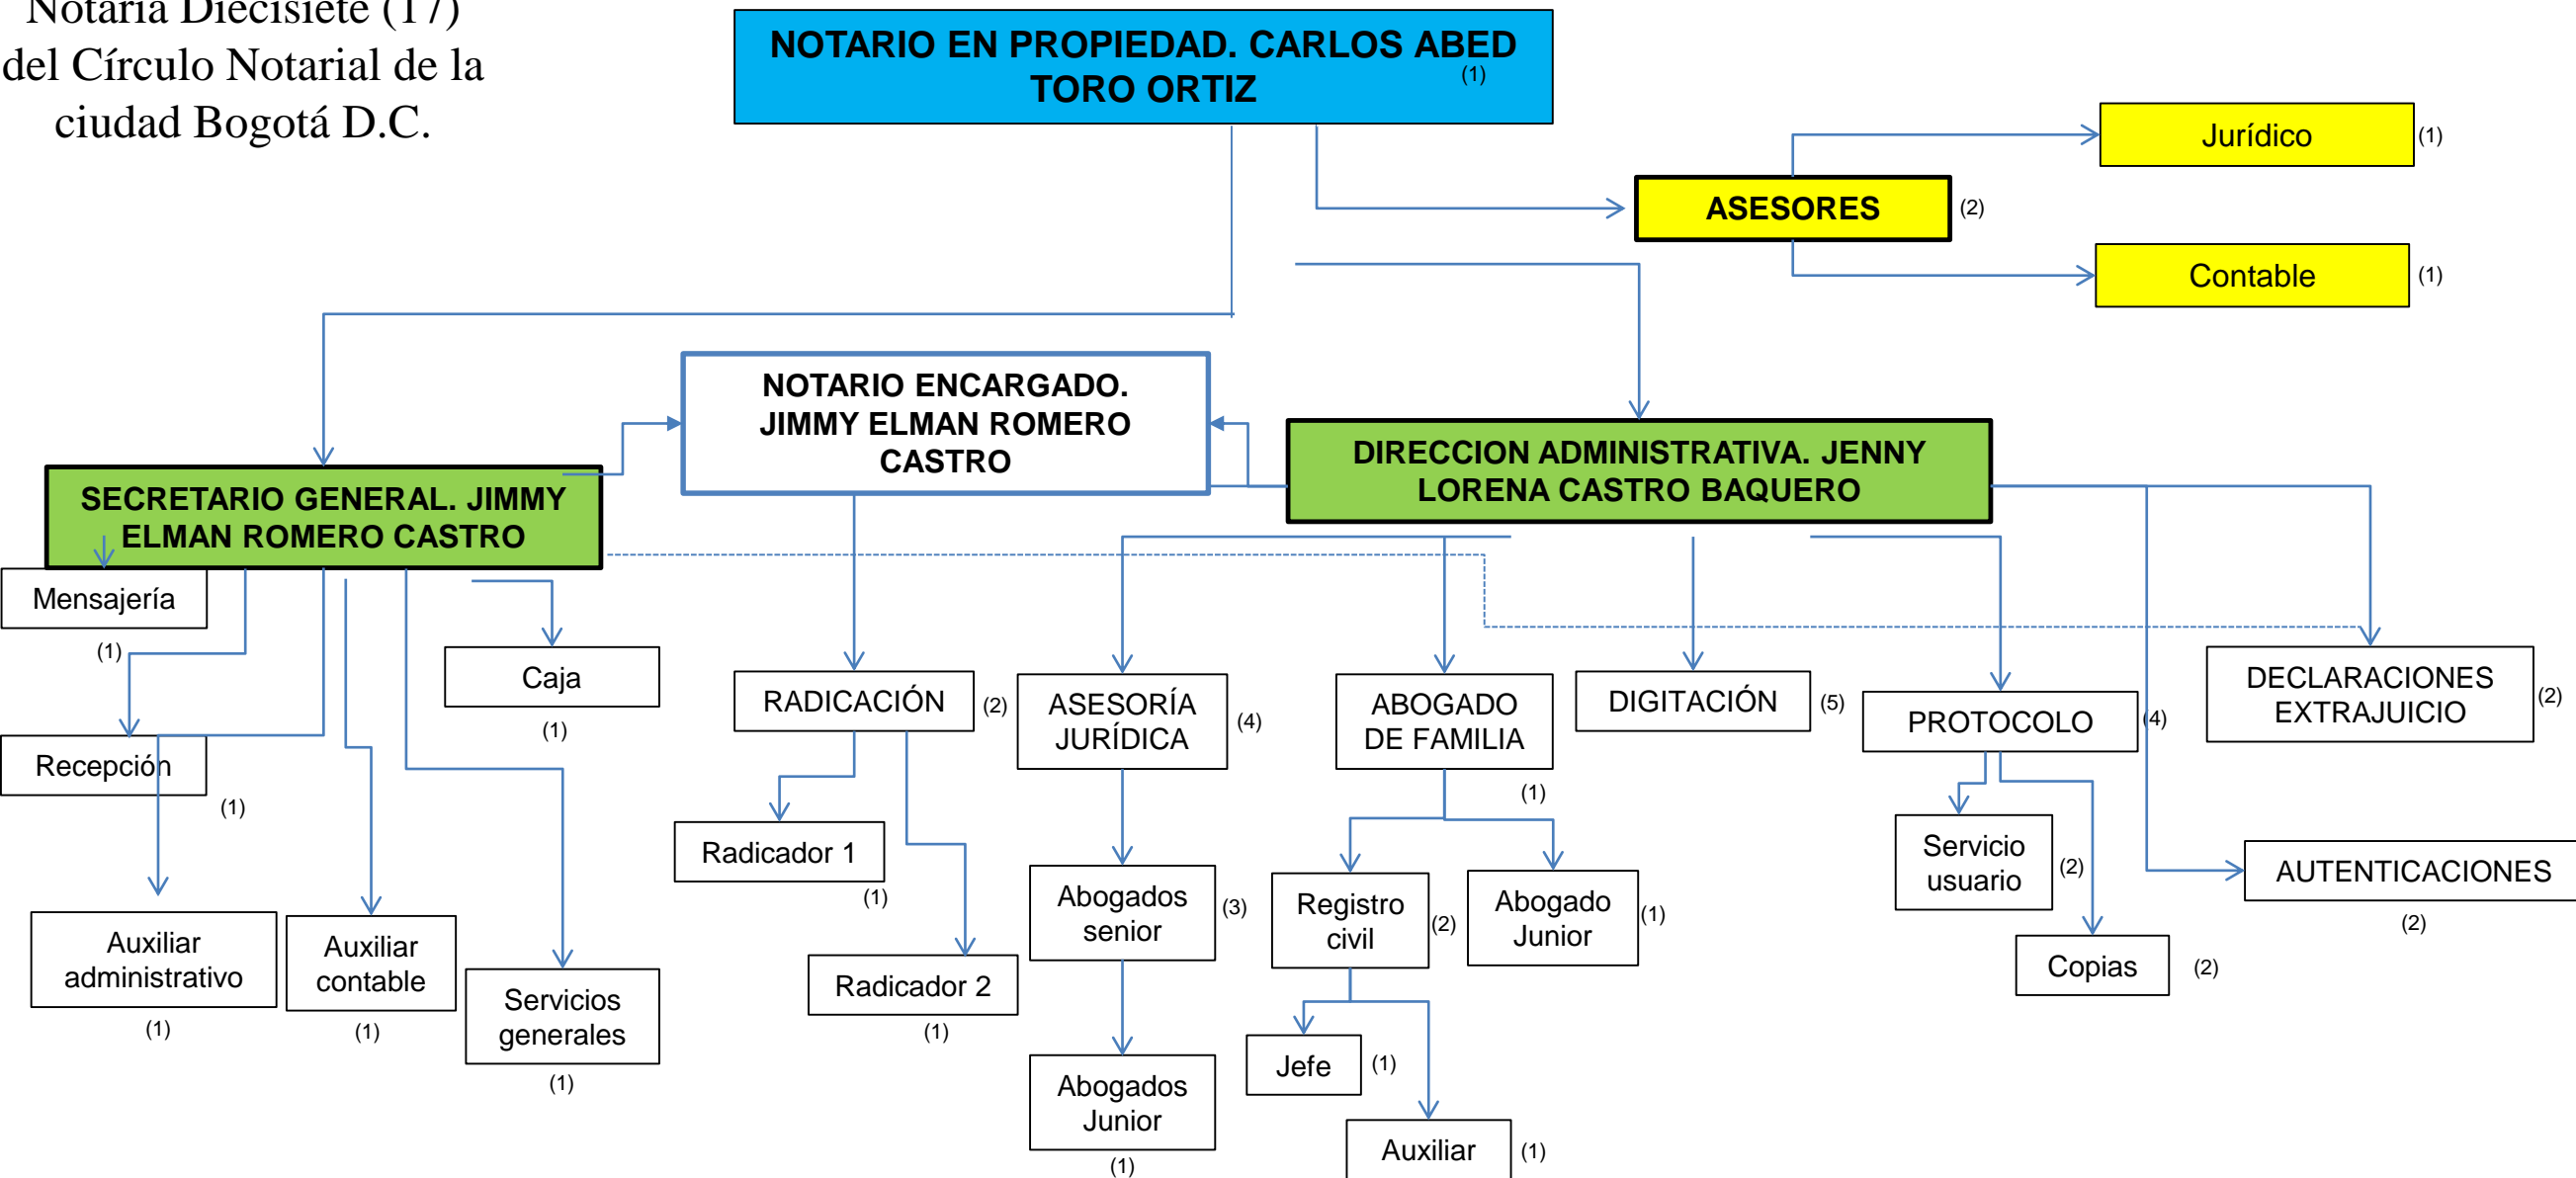 Notaría Diecisiete (17)
del Círculo Notarial de la
ciudad Bogotá D.C.
NOTARIO EN PROPIEDAD. CARLOS ABED
TORO ORTIZ
(1)
Jurídico
(1)
ASESORES
(2)
Contable
(1)
NOTARIO ENCARGADO.
JIMMY ELMAN ROMERO
CASTRO
DIRECCION ADMINISTRATIVA. JENNY
LORENA CASTRO BAQUERO
SECRETARIO GENERAL. JIMMY
ELMAN ROMERO CASTRO
Mensajería
(1)
Caja
(1)
Recepción
(1)
Auxiliar
administrativo
(1)
Auxiliar
contable
(1)
Servicios
generales
(1)
RADICACIÓN
(2)
Radicador 1
(1)
Radicador 2
(1)
ASESORÍA
JURÍDICA
(4)
Abogados
senior
(3)
Abogados
Junior
(1)
ABOGADO
DE FAMILIA
(1)
Registro
civil
(2)
Abogado
Junior
(1)
Jefe
(1)
Auxiliar
(1)
DIGITACIÓN
(5)
PROTOCOLO
(4)
Servicio
usuario
(2)
Copias
(2)
DECLARACIONES
EXTRAJUICIO
(2)
AUTENTICACIONES
(2)